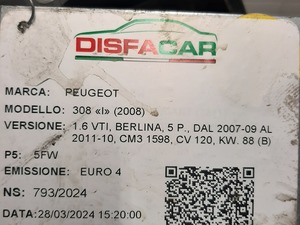 DISFACAR
MARCA: PEUGEOT
MODELLO: 308 «I» (2008)
VERSIONE: 1.6 VTI, BERLINA, 5 P., DAL 2007-09 AL
2011-10, CM3 1598, CV 120, KW. 88 (B)
P5: 5FW
EMISSIONE: EURO 4
NS: 793/2024
DATA:28/03/2024 15:20:00